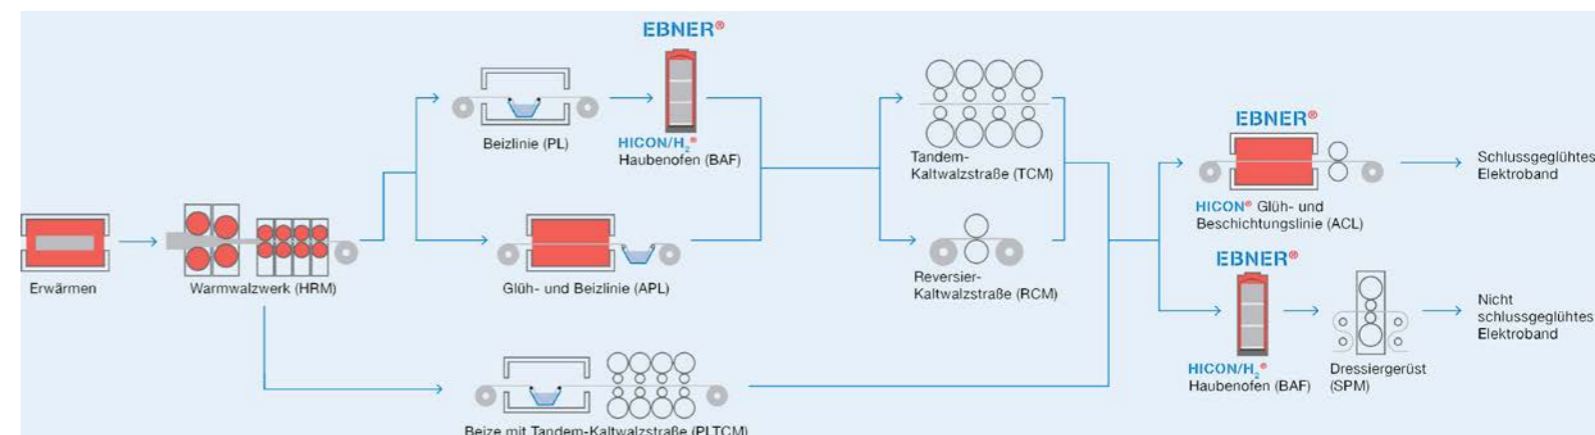 EBNER®
Beizlinie (PL)
HICON/H₂®
Haubenofen (BAF)
Tandem-
Kaltwalzstraße (TCM)
EBNER®
HICON® Glüh- und
Beschichtungslinie (ACL)
Schlussgeglühtes
Elektroband
Erwärmen
Warmwalzwerk (HRM)
Glüh- und Beizlinie (APL)
Reversier-
Kaltwalzstraße (RCM)
EBNER®
HICON/H₂®
Haubenofen (BAF)
Dressiergerüst
(SPM)
Nicht
schlussgeglühtes
Elektroband
Beize mit Tandem-Kaltwalzstraße (PLTCM)